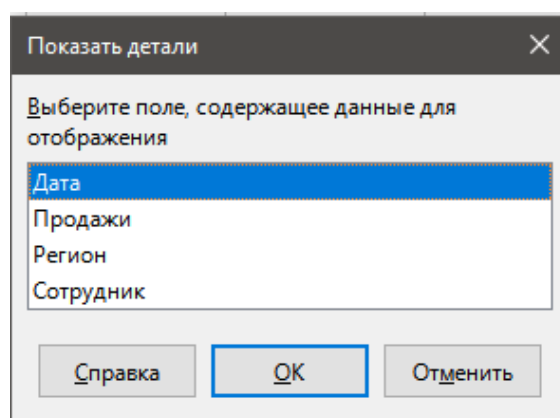 Показать детали
Выберите поле, содержащее данные для
отображения
Дата
Продажи
Регион
Сотрудник
Справка
OK
Отменить